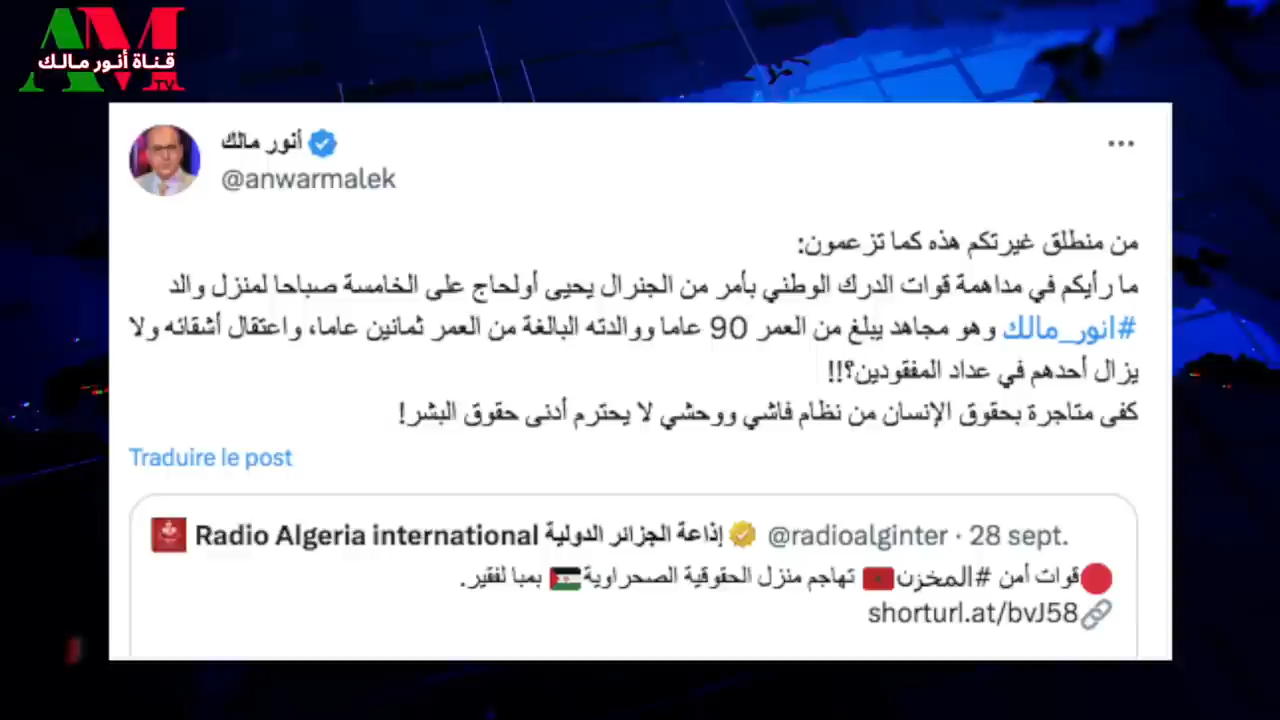 AM
قناة أنور مالك
TV
أنور مالك
@anwarmalek
من منطلق غيرتكم هذه كما تزعمون:
ما رأيكم في مداهمة قوات الدرك الوطني بأمر من الجنرال يحيى أولحاج على الخامسة صباحا لمنزل والد
#انور_مالك وهو مجاهد يبلغ من العمر 90 عاما ووالدته البالغة من العمر ثمانين عاما، واعتقال أشقائه ولا
يزال أحدهم في عداد المفقودين؟!!
كفى متاجرة بحقوق الإنسان من نظام فاشي ووحشي لا يحترم أدنى حقوق البشر!
Traduire le post
Radio Algeria international إذاعة الجزائر الدولية @radioalginter · 28 sept.
🔴قوات أمن #المخزن🇲🇦 تهاجم منزل الحقوقية الصحراوية🇪🇭 بمبا لفقير.
🔗shorturl.at/bvJ58